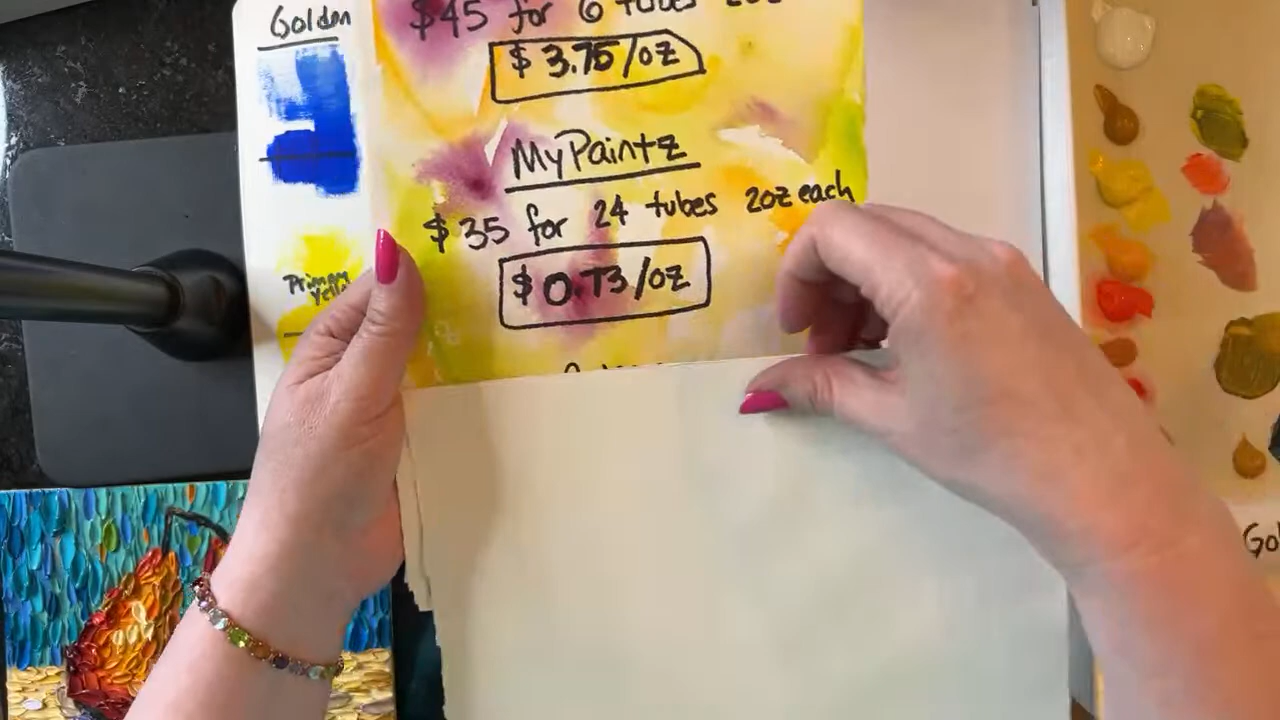 Golden
$45 for 6 tubes 2oz
$3.75/oz
MyPaintz
$35 for 24 tubes 2oz each
$0.73/oz
Primary
Yellow
Gol